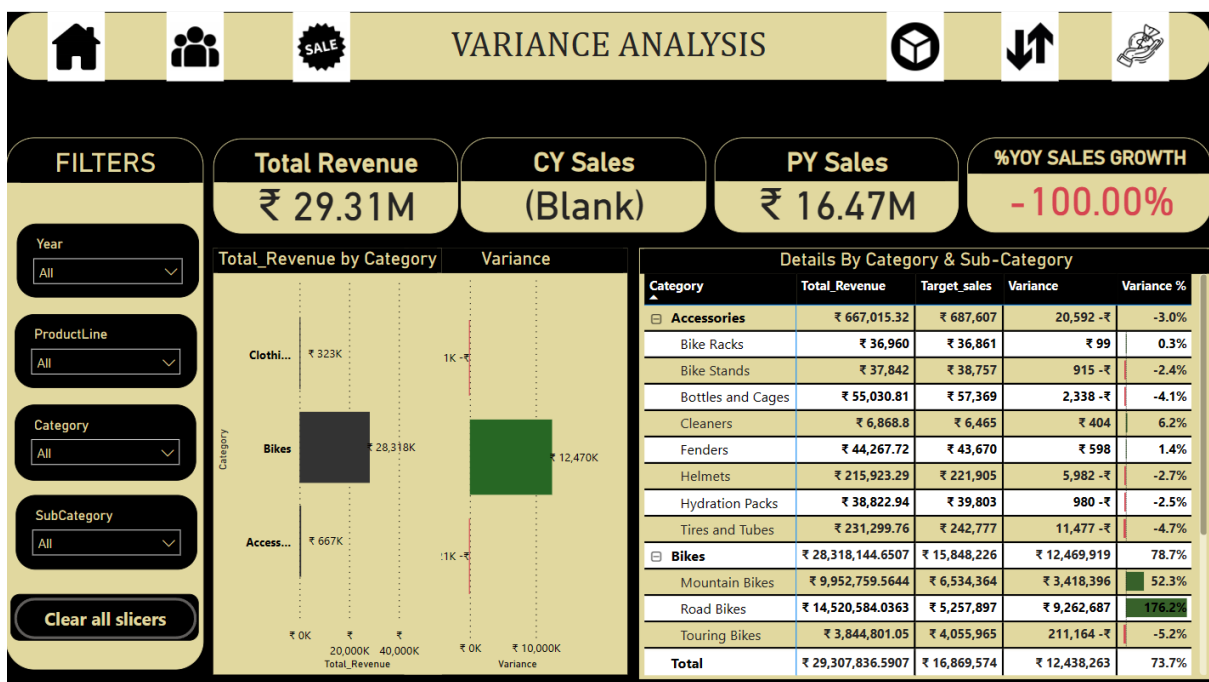 SALE
VARIANCE ANALYSIS
FILTERS
Total Revenue
₹ 29.31M
CY Sales
(Blank)
PY Sales
₹ 16.47M
%YOY SALES GROWTH
-100.00%
Year
All
ProductLine
All
Category
All
SubCategory
All
Clear all slicers
Total_Revenue by Category
Category
Clothi... ₹ 323K
Bikes ₹ 28,318K
Access... ₹ 667K
₹ 0K ₹ 20,000K ₹ 40,000K
Total_Revenue
Variance
1K -₹
₹ 12,470K
:1K -₹
₹ 0K ₹ 10,000K
Variance
Details By Category & Sub-Category
Category Total_Revenue Target_sales Variance Variance %
Accessories ₹ 667,015.32 ₹ 687,607 20,592 -₹ -3.0%
Bike Racks ₹ 36,960 ₹ 36,861 ₹ 99 0.3%
Bike Stands ₹ 37,842 ₹ 38,757 915 -₹ -2.4%
Bottles and Cages ₹ 55,030.81 ₹ 57,369 2,338 -₹ -4.1%
Cleaners ₹ 6,868.8 ₹ 6,465 ₹ 404 6.2%
Fenders ₹ 44,267.72 ₹ 43,670 ₹ 598 1.4%
Helmets ₹ 215,923.29 ₹ 221,905 5,982 -₹ -2.7%
Hydration Packs ₹ 38,822.94 ₹ 39,803 980 -₹ -2.5%
Tires and Tubes ₹ 231,299.76 ₹ 242,777 11,477 -₹ -4.7%
Bikes ₹ 28,318,144.6507 ₹ 15,848,226 ₹ 12,469,919 78.7%
Mountain Bikes ₹ 9,952,759.5644 ₹ 6,534,364 ₹ 3,418,396 52.3%
Road Bikes ₹ 14,520,584.0363 ₹ 5,257,897 ₹ 9,262,687 176.2%
Touring Bikes ₹ 3,844,801.05 ₹ 4,055,965 211,164 -₹ -5.2%
Total ₹ 29,307,836.5907 ₹ 16,869,574 ₹ 12,438,263 73.7%